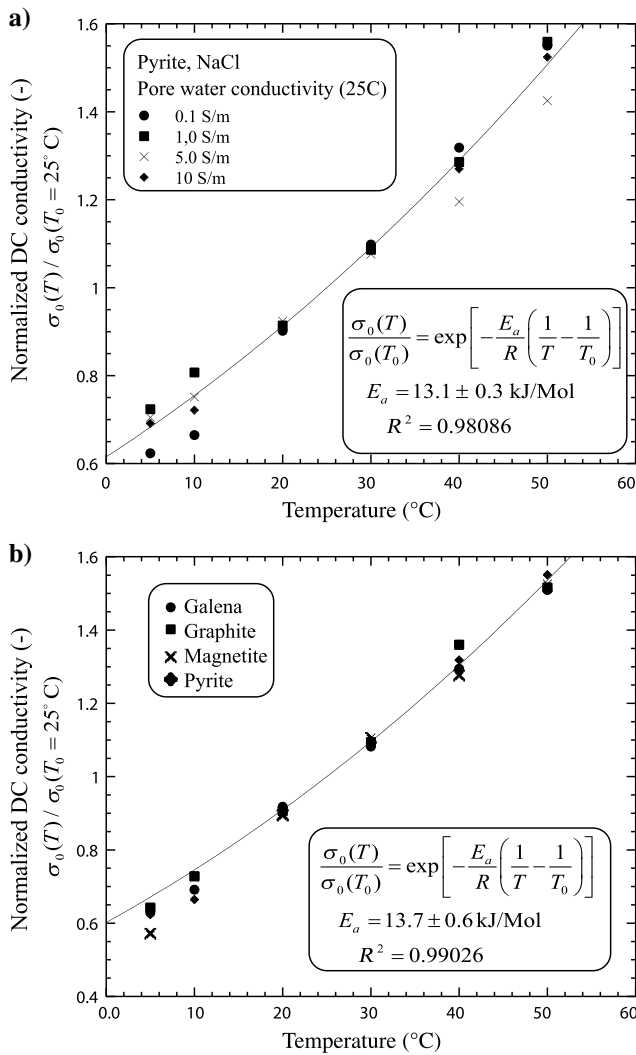 a)
1.6
1.4
1.2
1
0.8
0.6
Normalized DC conductivity (-)
σ₀(T) / σ₀(T₀ = 25°C)
Pyrite, NaCl
Pore water conductivity (25C)
0.1 S/m
1,0 S/m
5.0 S/m
10 S/m
σ₀(T)/σ₀(T₀) = exp[−Eₐ/R (1/T − 1/T₀)]
Eₐ = 13.1 ± 0.3 kJ/Mol
R² = 0.98086
0 10 20 30 40 50 60
Temperature (°C)
b)
1.6
1.4
1.2
1
0.8
0.6
0.4
Normalized DC conductivity (-)
σ₀(T) / σ₀(T₀ = 25°C)
Galena
Graphite
Magnetite
Pyrite
σ₀(T)/σ₀(T₀) = exp[−Eₐ/R (1/T − 1/T₀)]
Eₐ = 13.7 ± 0.6 kJ/Mol
R² = 0.99026
0.0 10 20 30 40 50 60
Temperature (°C)